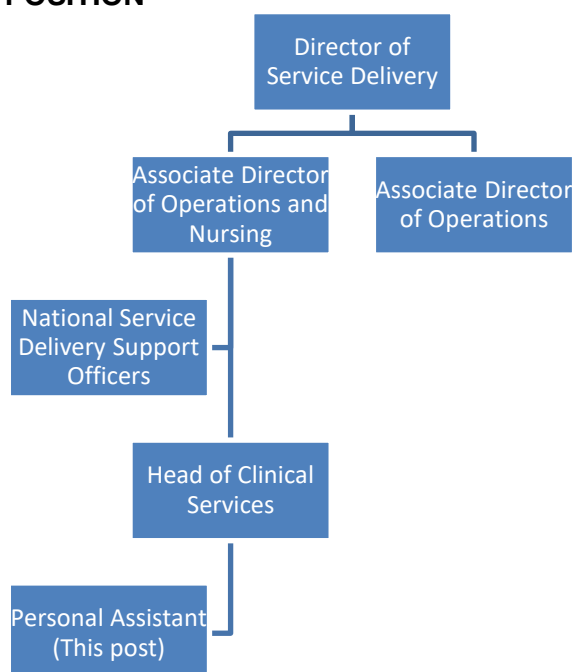 POSITION
Director of
Service Delivery
Associate Director
of Operations and
Nursing
Associate Director
of Operations
National Service
Delivery Support
Officers
Head of Clinical
Services
Personal Assistant
(This post)